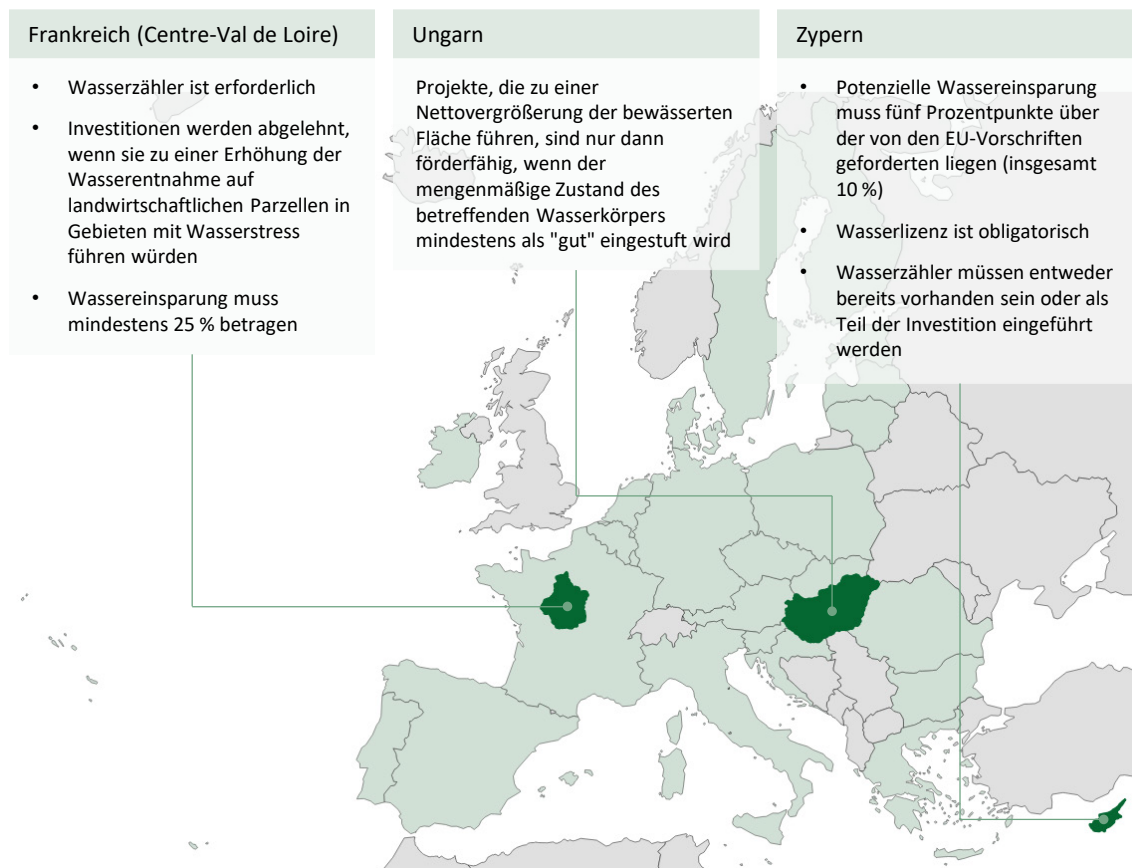 Frankreich (Centre-Val de Loire)
• Wasserzähler ist erforderlich
• Investitionen werden abgelehnt,
wenn sie zu einer Erhöhung der
Wasserentnahme auf
landwirtschaftlichen Parzellen in
Gebieten mit Wasserstress
führen würden
• Wassereinsparung muss
mindestens 25 % betragen
Ungarn
Projekte, die zu einer
Nettovergrößerung der bewässerten
Fläche führen, sind nur dann
förderfähig, wenn der
mengenmäßige Zustand des
betreffenden Wasserkörpers
mindestens als "gut" eingestuft wird
Zypern
• Potenzielle Wassereinsparung
muss fünf Prozentpunkte über
der von den EU-Vorschriften
geforderten liegen (insgesamt
10 %)
• Wasserlizenz ist obligatorisch
• Wasserzähler müssen entweder
bereits vorhanden sein oder als
Teil der Investition eingeführt
werden